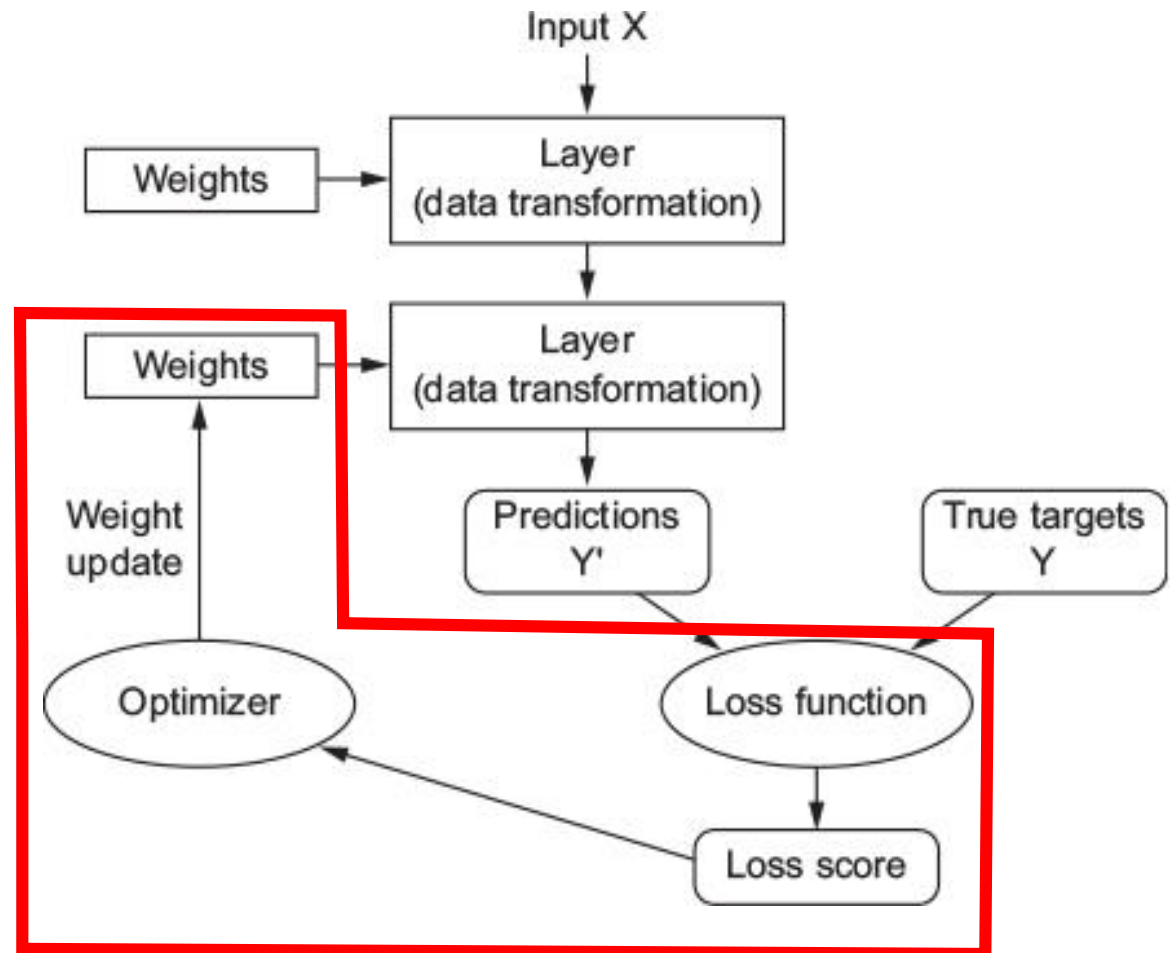 Input X
Layer
(data transformation)
Weights
Layer
(data transformation)
Weights
Weight
update
Predictions
Y'
True targets
Y
Optimizer
Loss function
Loss score